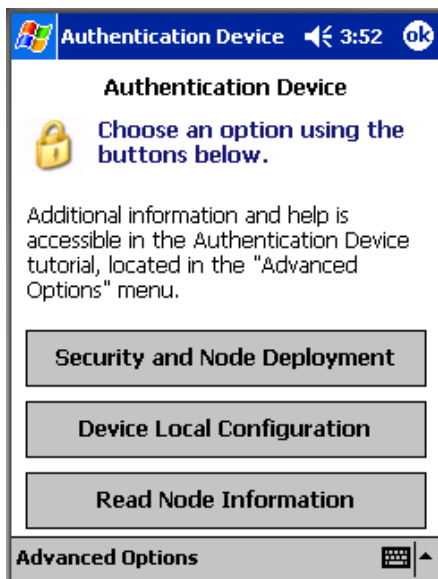 Authentication Device 3:52 ok
Authentication Device
Choose an option using the
buttons below.
Additional information and help is
accessible in the Authentication Device
tutorial, located in the "Advanced
Options" menu.
Security and Node Deployment
Device Local Configuration
Read Node Information
Advanced Options